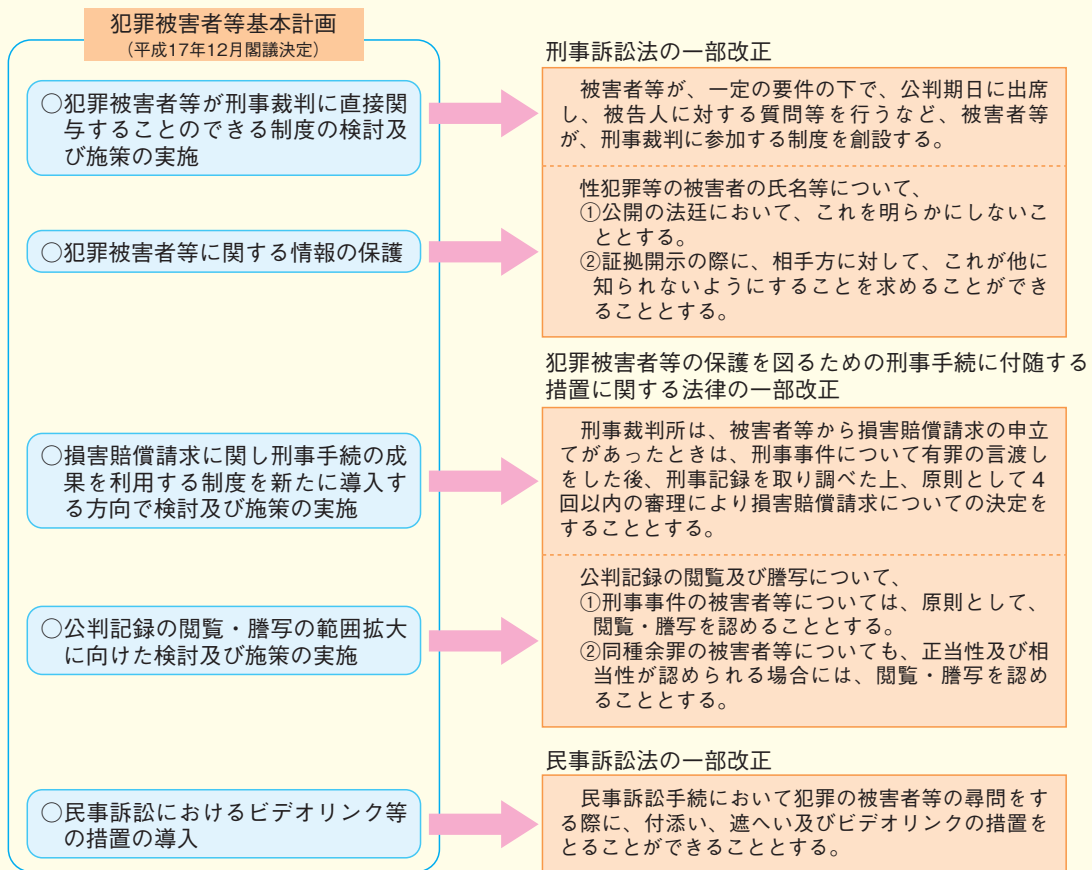 犯罪被害者等基本計画
（平成17年12月閣議決定）
○犯罪被害者等が刑事裁判に直接関
与することのできる制度の検討及
び施策の実施
○犯罪被害者等に関する情報の保護
○損害賠償請求に関し刑事手続の成
果を利用する制度を新たに導入す
る方向で検討及び施策の実施
○公判記録の閲覧・謄写の範囲拡大
に向けた検討及び施策の実施
○民事訴訟におけるビデオリンク等
の措置の導入
刑事訴訟法の一部改正
被害者等が、一定の要件の下で、公判期日に出席
し、被告人に対する質問等を行うなど、被害者等
が、刑事裁判に参加する制度を創設する。
性犯罪等の被害者の氏名等について、
①公開の法廷において、これを明らかにしないこ
ととする。
②証拠開示の際に、相手方に対して、これが他に
知られないようにすることを求めることができ
ることとする。
犯罪被害者等の保護を図るための刑事手続に付随する
措置に関する法律の一部改正
刑事裁判所は、被害者等から損害賠償請求の申立
てがあったときは、刑事事件について有罪の言渡し
をした後、刑事記録を取り調べた上、原則として４
回以内の審理により損害賠償請求についての決定を
することとする。
公判記録の閲覧及び謄写について、
①刑事事件の被害者等については、原則として、
閲覧・謄写を認めることとする。
②同種余罪の被害者等についても、正当性及び相
当性が認められる場合には、閲覧・謄写を認め
ることとする。
民事訴訟法の一部改正
民事訴訟手続において犯罪の被害者等の尋問をす
る際に、付添い、遮へい及びビデオリンクの措置を
とることができることとする。